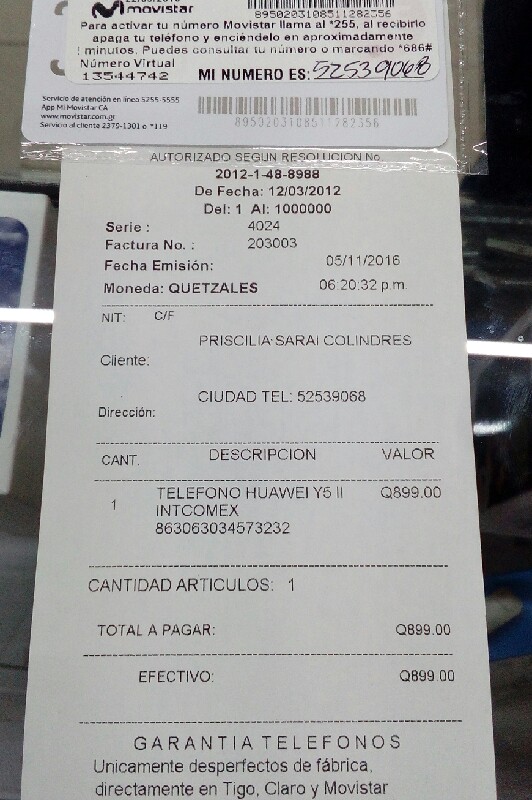 movistar
8950203108511282356
Para activar tu número Movistar llama al *255, al recibirlo
apaga tu teléfono y enciéndelo en aproximadamente
minutos. Puedes consultar tu número o marcando *686#
Número Virtual
13544742
MI NUMERO ES: 52539068
Servicio de atención en línea 5255-5555
App Mi Movistar CA
www.movistar.com.gt
Servicio al cliente 2379-1301 o *119
8950203108511282356
AUTORIZADO SEGUN RESOLUCION No.
2012-1-48-8988
De Fecha: 12/03/2012
Del: 1 Al: 1000000
Serie : 4024
Factura No. : 203003
Fecha Emisión: 05/11/2016
Moneda: QUETZALES 06:20:32 p.m.
NIT: C/F
PRISCILIA SARAI COLINDRES
Cliente:
CIUDAD TEL: 52539068
Dirección:
CANT. DESCRIPCION VALOR
1 TELEFONO HUAWEI Y5 II Q899.00
INTCOMEX
863063034573232
CANTIDAD ARTICULOS: 1
TOTAL A PAGAR: Q899.00
EFECTIVO: Q899.00
GARANTIA TELEFONOS
Unicamente desperfectos de fábrica,
directamente en Tigo, Claro y Movistar